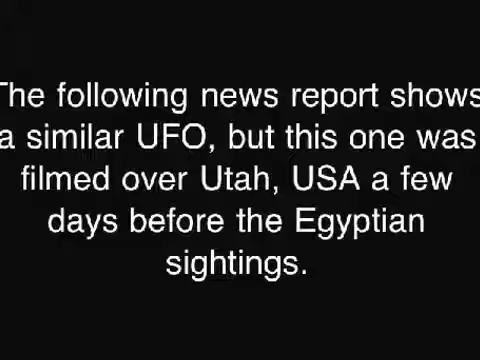 The following news report shows
a similar UFO, but this one was
filmed over Utah, USA a few
days before the Egyptian
sightings.